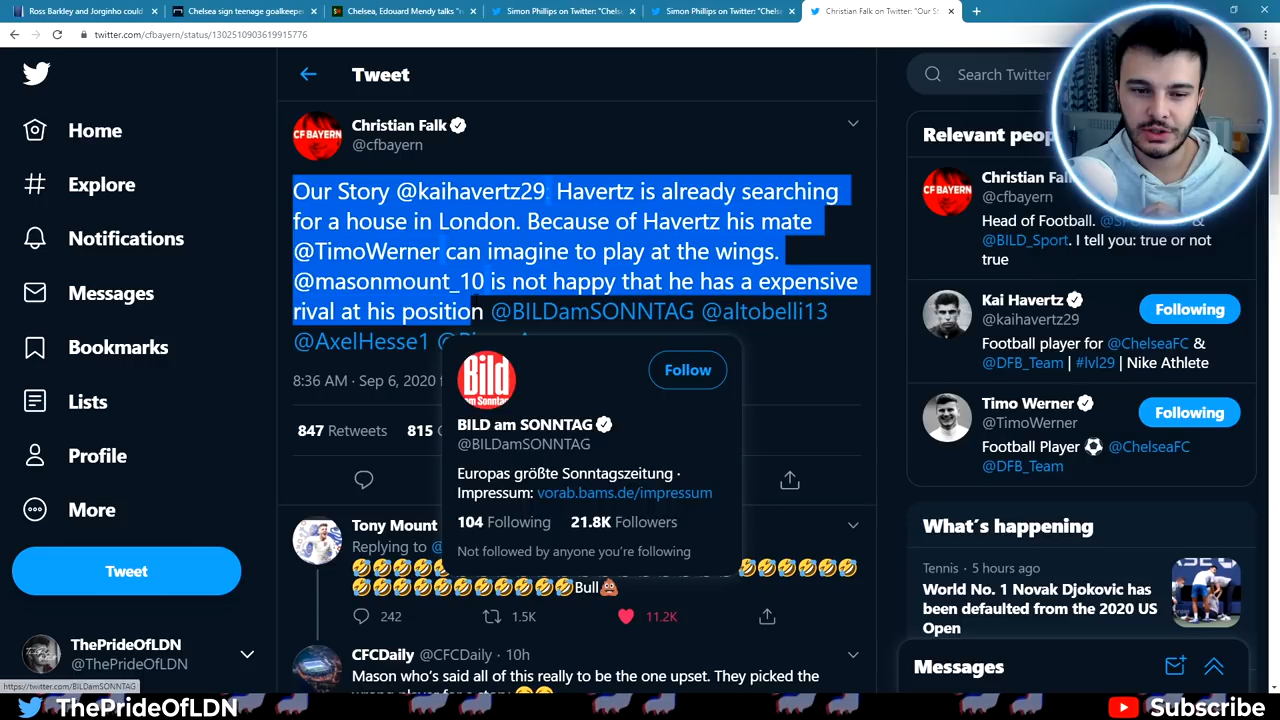 Ross Barkley and Jorginho could
Chelsea sign teenage goalkeepe
Chelsea, Edouard Mendy talks "n
Simon Phillips on Twitter: "Chels
Simon Phillips on Twitter: "Chels
Christian Falk on Twitter: "Our S
twitter.com/cfbayern/status/1302510903619915776
Tweet
Search Twitter
Home
Explore
Notifications
Messages
Bookmarks
Lists
Profile
More
Tweet
ThePrideOfLDN
@ThePrideOfLDN
https://twitter.com/BILDamSONNTAG
CF BAYERN
Christian Falk
@cfbayern
Our Story @kaihavertz29: Havertz is already searching
for a house in London. Because of Havertz his mate
@TimoWerner can imagine to play at the wings.
@masonmount_10 is not happy that he has a expensive
rival at his position @BILDamSONNTAG @altobelli13
@AxelHesse1
8:36 AM · Sep 6, 2020
847 Retweets 815
Bild
am Sonntag
Follow
BILD am SONNTAG
@BILDamSONNTAG
Europas größte Sonntagszeitung ·
Impressum: vorab.bams.de/impressum
104 Following 21.8K Followers
Not followed by anyone you're following
Tony Mount
Replying to
🤣🤣🤣🤣🤣🤣🤣🤣🤣🤣
🤣🤣🤣🤣🤣🤣🤣🤣🤣🤣🤣Bull💩
242 1.5K 11.2K
CFCDaily @CFCDaily · 10h
Mason who's said all of this really to be the one upset. They picked the
Relevant peop
CF BAYERN
Christian Fal
@cfbayern
Head of Football. &
@BILD_Sport. I tell you: true or not
true
Kai Havertz
@kaihavertz29
Following
Football player for @ChelseaFC &
@DFB_Team | #lvl29 | Nike Athlete
Timo Werner
@TimoWerner
Following
Football Player ⚽ @ChelseaFC
@DFB_Team
What's happening
Tennis · 5 hours ago
World No. 1 Novak Djokovic has
been defaulted from the 2020 US
Open
Messages
ThePrideOfLDN
Subscribe